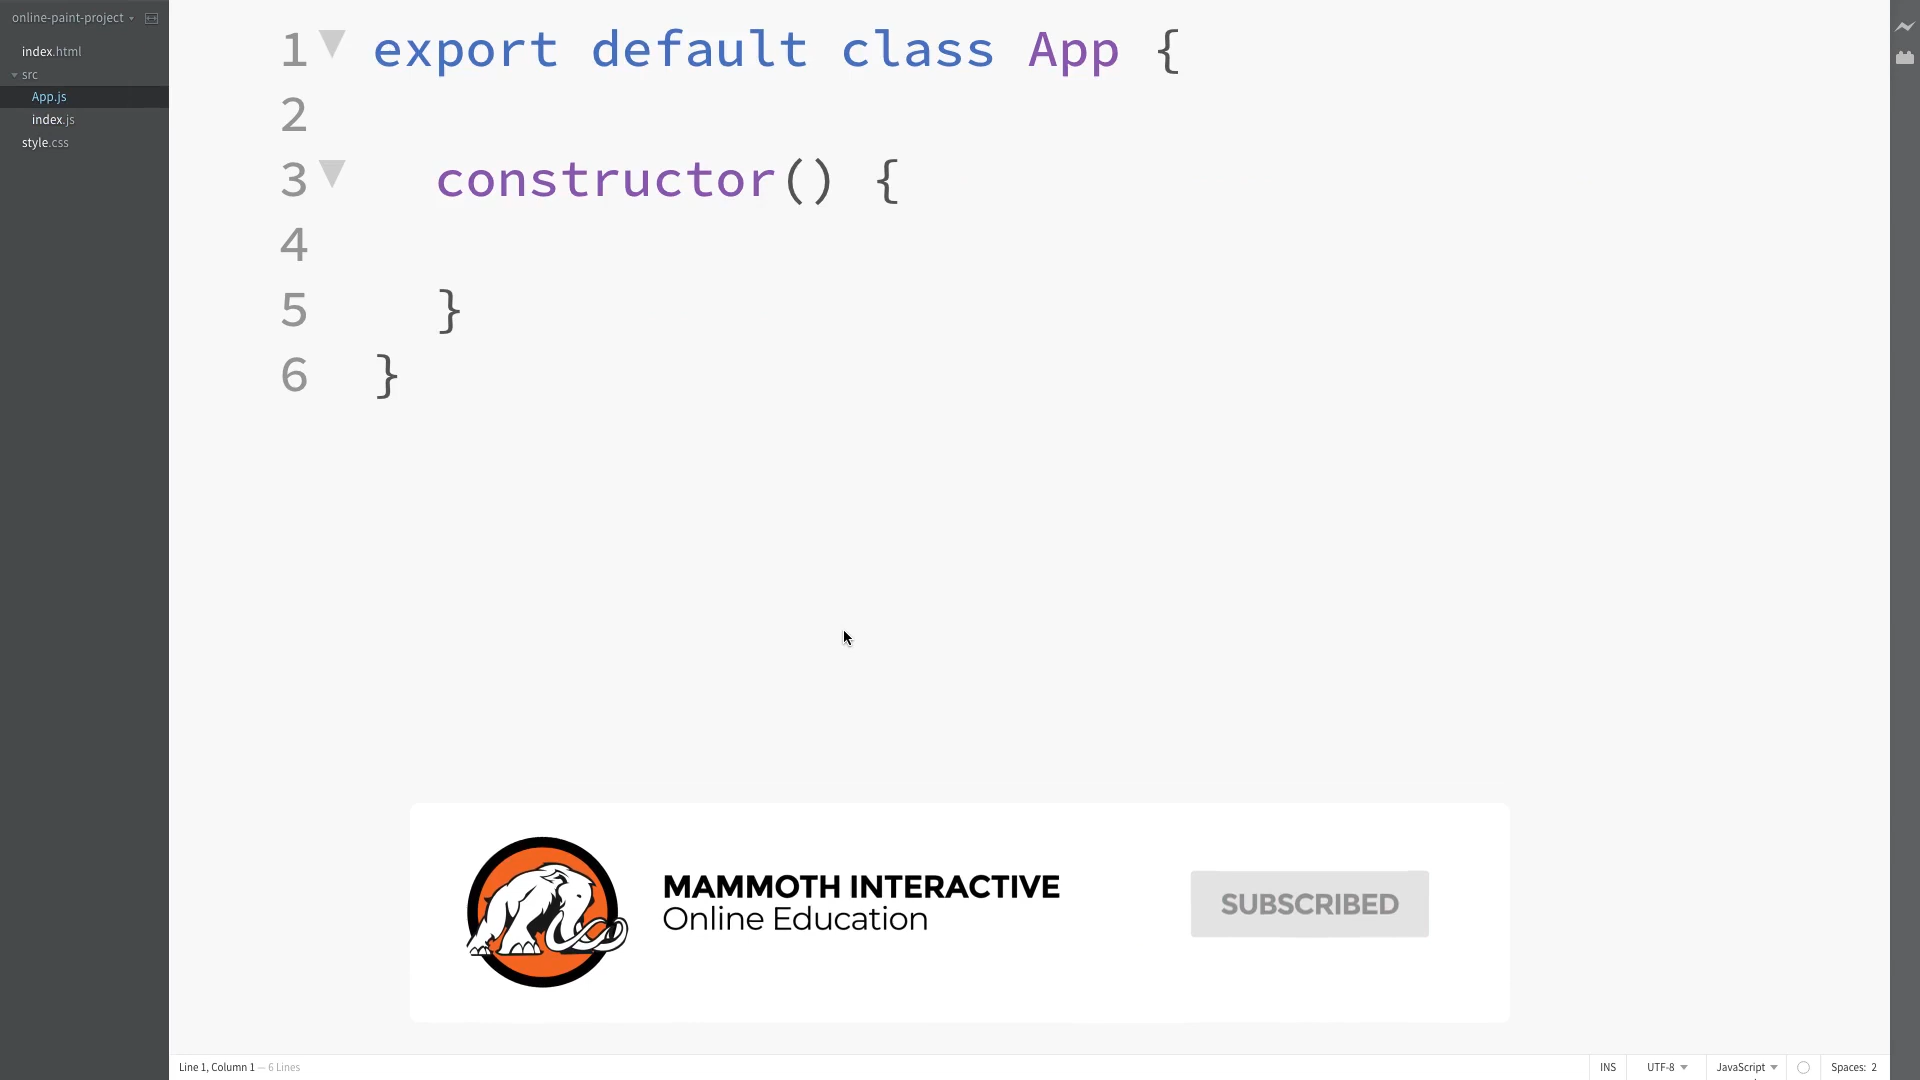 online-paint-project
index.html
src
App.js
index.js
style.css
1 export default class App {
2
3 constructor() {
4
5 }
6 }
MAMMOTH INTERACTIVE
Online Education
SUBSCRIBED
Line 1, Column 1 — 6 Lines
INS
UTF-8
JavaScript
Spaces: 2